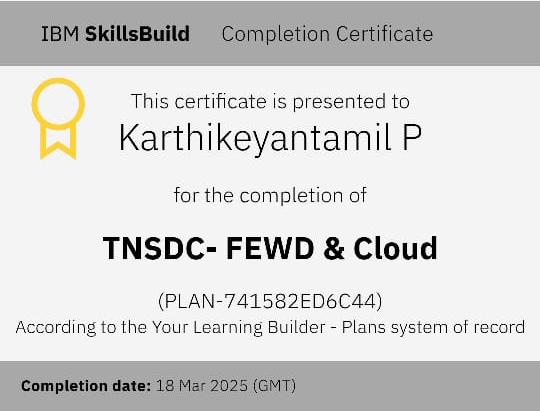 IBM SkillsBuild Completion Certificate
This certificate is presented to
Karthikeyantamil P
for the completion of
TNSDC- FEWD & Cloud
(PLAN-741582ED6C44)
According to the Your Learning Builder - Plans system of record
Completion date: 18 Mar 2025 (GMT)